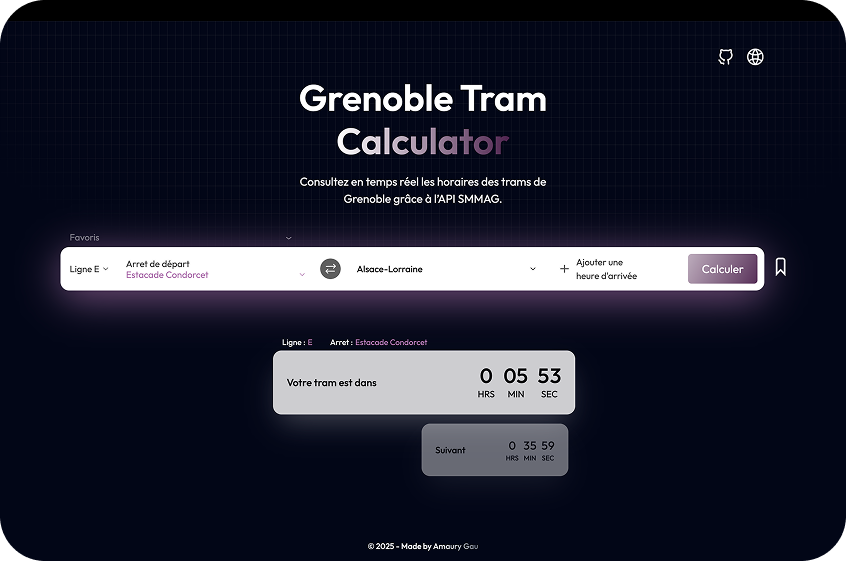 Grenoble Tram
Calculator
Consultez en temps réel les horaires des trams de
Grenoble grâce à l'API SMMAG.
Favoris
Ligne E
Arret de départ
Estacade Condorcet
Alsace-Lorraine
Ajouter une
heure d'arrivée
Calculer
Ligne : E Arret : Estacade Condorcet
Votre tram est dans
0 05 53
HRS MIN SEC
Suivant
0 35 59
HRS MIN SEC
© 2025 - Made by Amaury Gau